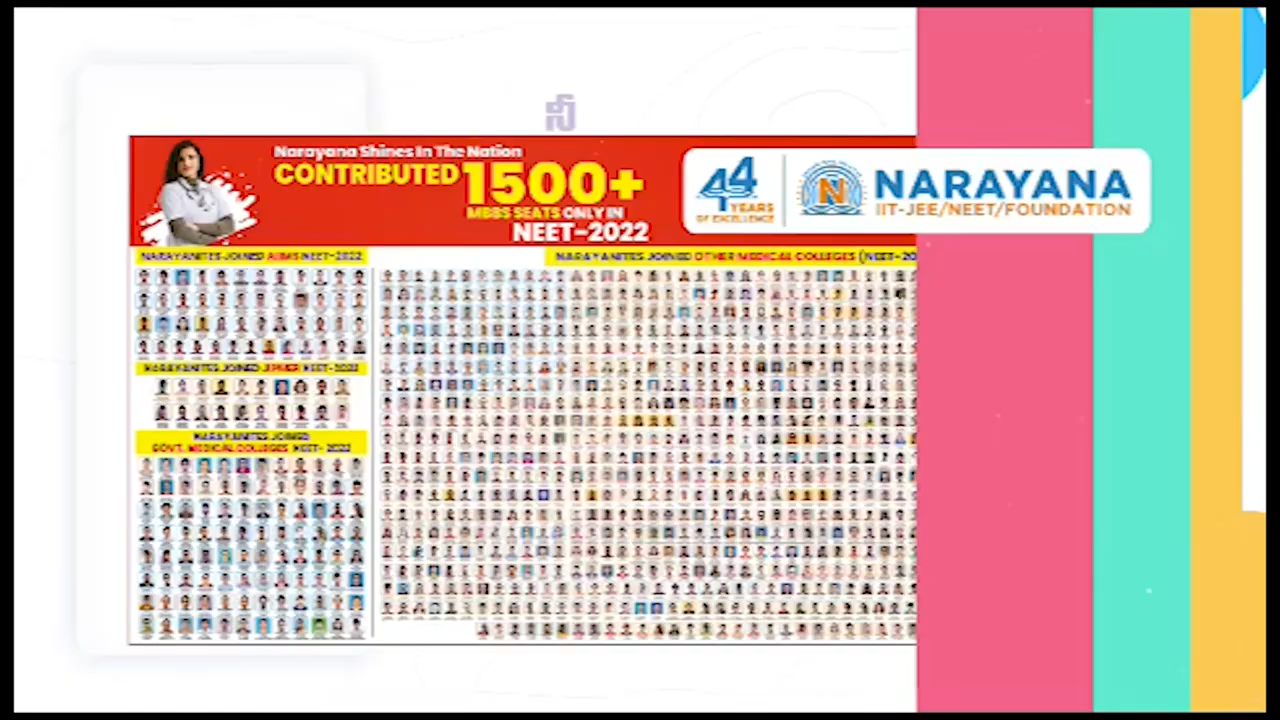 Narayana Shines In The Nation
CONTRIBUTED 1500+
MBBS SEATS ONLY IN
NEET-2022
44
YEARS
OF EXCELLENCE
N
NARAYANA
IIT-JEE/NEET/FOUNDATION
NARAYANITES JOINED AIIMS NEET-2022
NARAYANITES JOINED OTHER MEDICAL COLLEGES (NEET-20
NARAYANITES JOINED JIPMER NEET-2022
NARAYANITES JOINED
GOVT. MEDICAL COLLEGES NEET- 2022